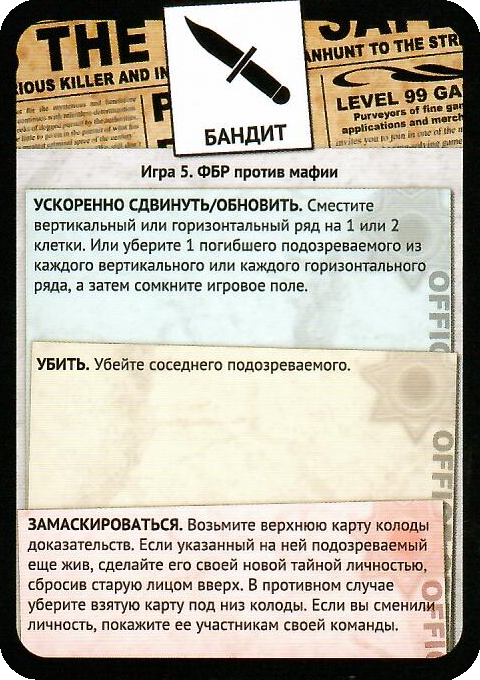 THE SAFE
IOUS KILLER AND IN
ANHUNT TO THE STR
LEVEL 99 GA
Purveyors of fine gam
applications and merch
БАНДИТ
Игра 5. ФБР против мафии
УСКОРЕННО СДВИНУТЬ/ОБНОВИТЬ. Сместите
вертикальный или горизонтальный ряд на 1 или 2
клетки. Или уберите 1 погибшего подозреваемого из
каждого вертикального или каждого горизонтального
ряда, а затем сомкните игровое поле.
OFFIC
УБИТЬ. Убейте соседнего подозреваемого.
OFFIC
ЗАМАСКИРОВАТЬСЯ. Возьмите верхнюю карту колоды
доказательств. Если указанный на ней подозреваемый
еще жив, сделайте его своей новой тайной личностью,
сбросив старую лицом вверх. В противном случае
уберите взятую карту под низ колоды. Если вы сменили
личность, покажите ее участникам своей команды.
OFFIC